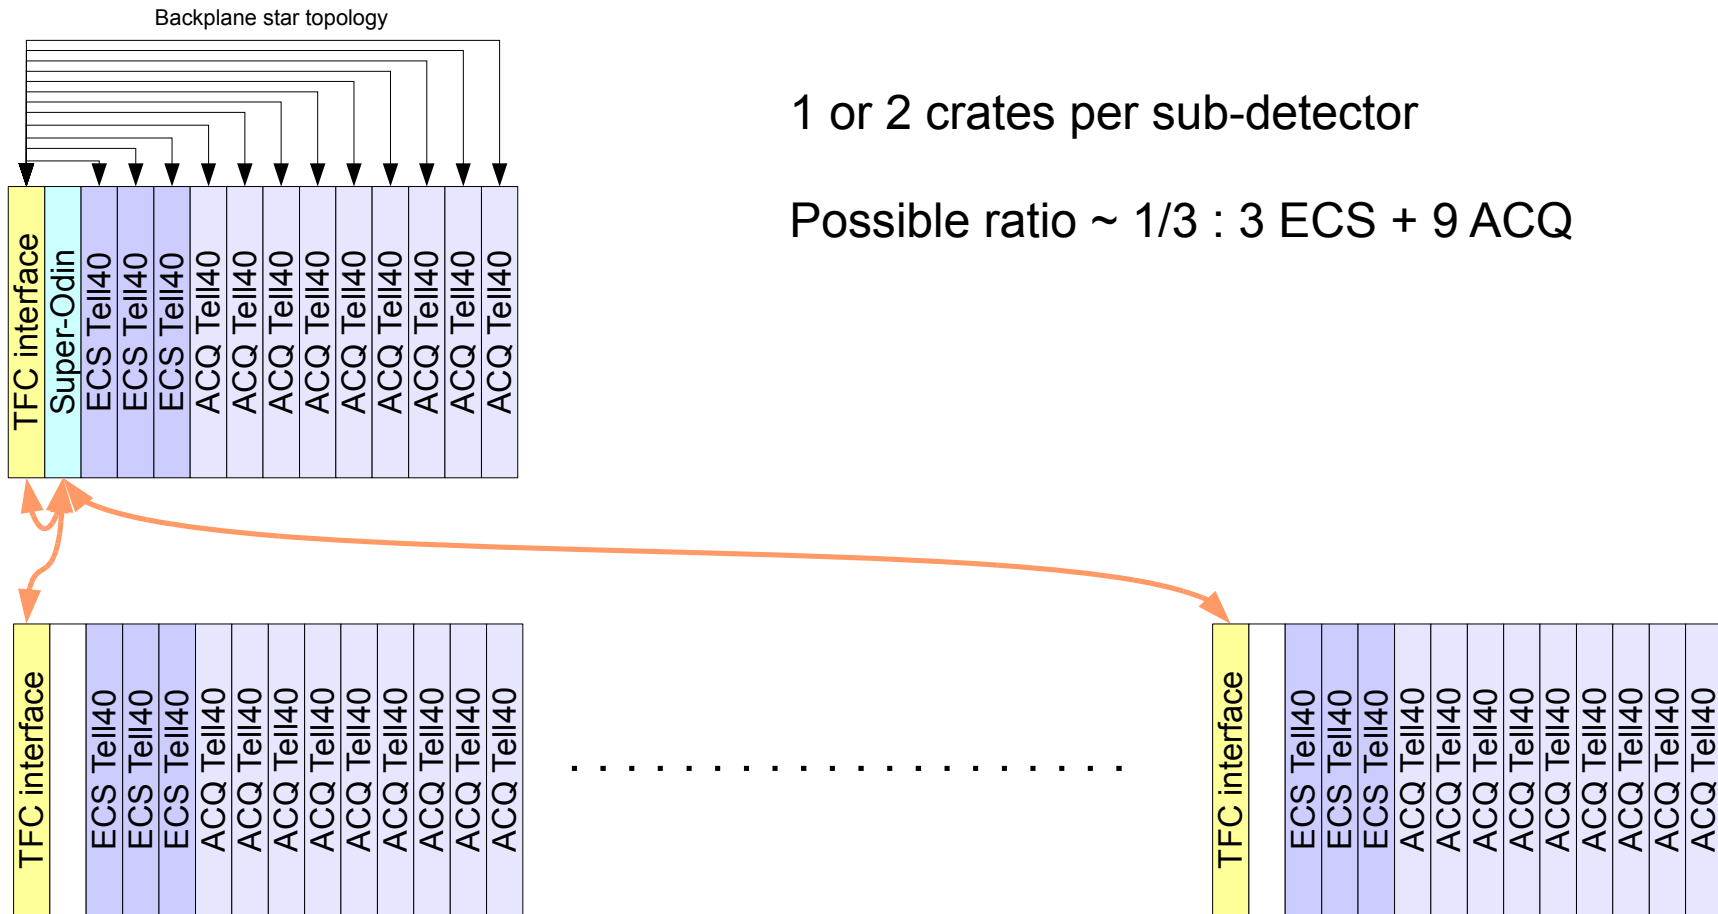 Backplane star topology
1 or 2 crates per sub-detector
Possible ratio ~ 1/3 : 3 ECS + 9 ACQ
TFC interface
Super-Odin
ECS Tell40
ECS Tell40
ECS Tell40
ACQ Tell40
ACQ Tell40
ACQ Tell40
ACQ Tell40
ACQ Tell40
ACQ Tell40
ACQ Tell40
ACQ Tell40
ACQ Tell40
TFC interface
ECS Tell40
ECS Tell40
ECS Tell40
ACQ Tell40
ACQ Tell40
ACQ Tell40
ACQ Tell40
ACQ Tell40
ACQ Tell40
ACQ Tell40
ACQ Tell40
ACQ Tell40
. . . . . . . . . . . . . . . . . . . .
TFC interface
ECS Tell40
ECS Tell40
ECS Tell40
ACQ Tell40
ACQ Tell40
ACQ Tell40
ACQ Tell40
ACQ Tell40
ACQ Tell40
ACQ Tell40
ACQ Tell40
ACQ Tell40